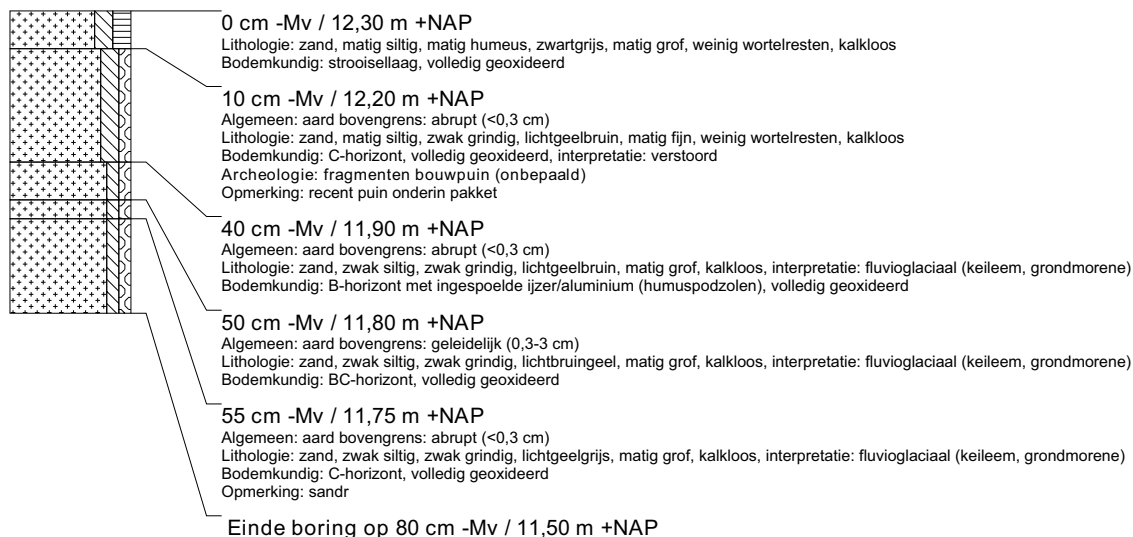 0 cm -Mv / 12,30 m +NAP
Lithologie: zand, matig siltig, matig humeus, zwartgrijs, matig grof, weinig wortelresten, kalkloos
Bodemkundig: strooisellaag, volledig geoxideerd
10 cm -Mv / 12,20 m +NAP
Algemeen: aard bovengrens: abrupt (<0,3 cm)
Lithologie: zand, matig siltig, zwak grindig, lichtgeelbruin, matig fijn, weinig wortelresten, kalkloos
Bodemkundig: C-horizont, volledig geoxideerd, interpretatie: verstoord
Archeologie: fragmenten bouwpuin (onbepaald)
Opmerking: recent puin onderin pakket
40 cm -Mv / 11,90 m +NAP
Algemeen: aard bovengrens: abrupt (<0,3 cm)
Lithologie: zand, zwak siltig, zwak grindig, lichtgeelbruin, matig grof, kalkloos, interpretatie: fluvioglaciaal (keileem, grondmorene)
Bodemkundig: B-horizont met ingespoelde ijzer/aluminium (humuspodzolen), volledig geoxideerd
50 cm -Mv / 11,80 m +NAP
Algemeen: aard bovengrens: geleidelijk (0,3-3 cm)
Lithologie: zand, zwak siltig, zwak grindig, lichtbruingeel, matig grof, kalkloos, interpretatie: fluvioglaciaal (keileem, grondmorene)
Bodemkundig: BC-horizont, volledig geoxideerd
55 cm -Mv / 11,75 m +NAP
Algemeen: aard bovengrens: abrupt (<0,3 cm)
Lithologie: zand, zwak siltig, zwak grindig, lichtgeelgrijs, matig grof, kalkloos, interpretatie: fluvioglaciaal (keileem, grondmorene)
Bodemkundig: C-horizont, volledig geoxideerd
Opmerking: sandr
Einde boring op 80 cm -Mv / 11,50 m +NAP